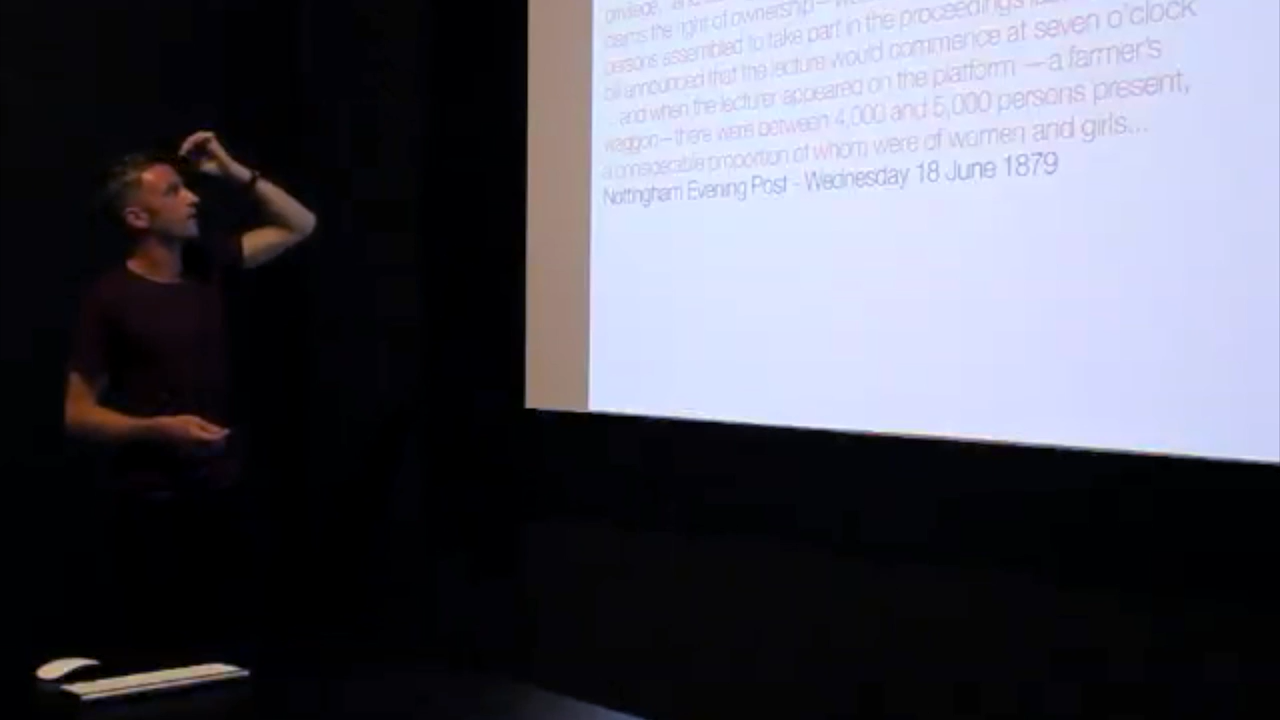 privilege,
claims the right of ownership—
persons assembled to take part in the proceedings
bill announced that the lecture would commence at seven o'clock
...and when the lecturer appeared on the platform —a farmer's
waggon—there were between 4,000 and 5,000 persons present,
a considerable proportion of whom were of women and girls...
Nottingham Evening Post - Wednesday 18 June 1879